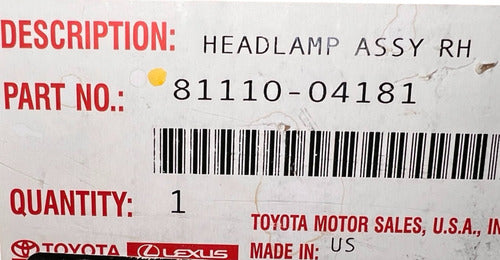 DESCRIPTION: HEADLAMP ASSY RH
PART NO.: 81110-04181
QUANTITY: 1
TOYOTA MOTOR SALES, U.S.A., IN
TOYOTA LEXUS MADE IN: US